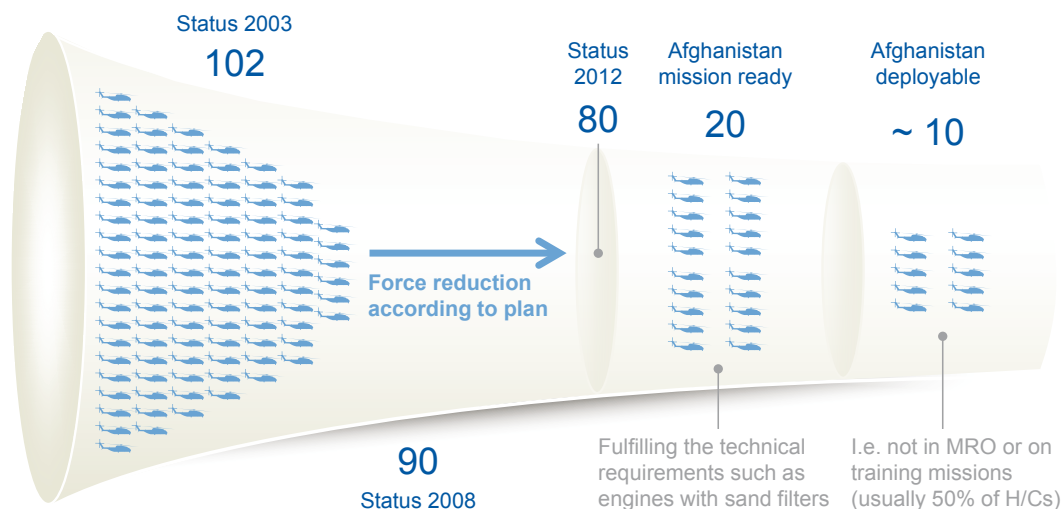 Status 2003
102
Status
2012
80
Afghanistan
mission ready
20
Afghanistan
deployable
~ 10
Force reduction
according to plan
90
Status 2008
Fulfilling the technical
requirements such as
engines with sand filters
I.e. not in MRO or on
training missions
(usually 50% of H/Cs)